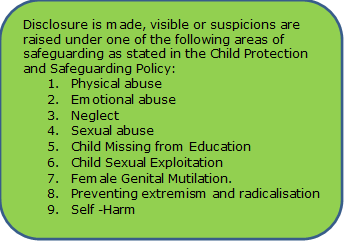 Disclosure is made, visible or suspicions are
raised under one of the following areas of
safeguarding as stated in the Child Protection
and Safeguarding Policy:
1. Physical abuse
2. Emotional abuse
3. Neglect
4. Sexual abuse
5. Child Missing from Education
6. Child Sexual Exploitation
7. Female Genital Mutilation.
8. Preventing extremism and radicalisation
9. Self -Harm